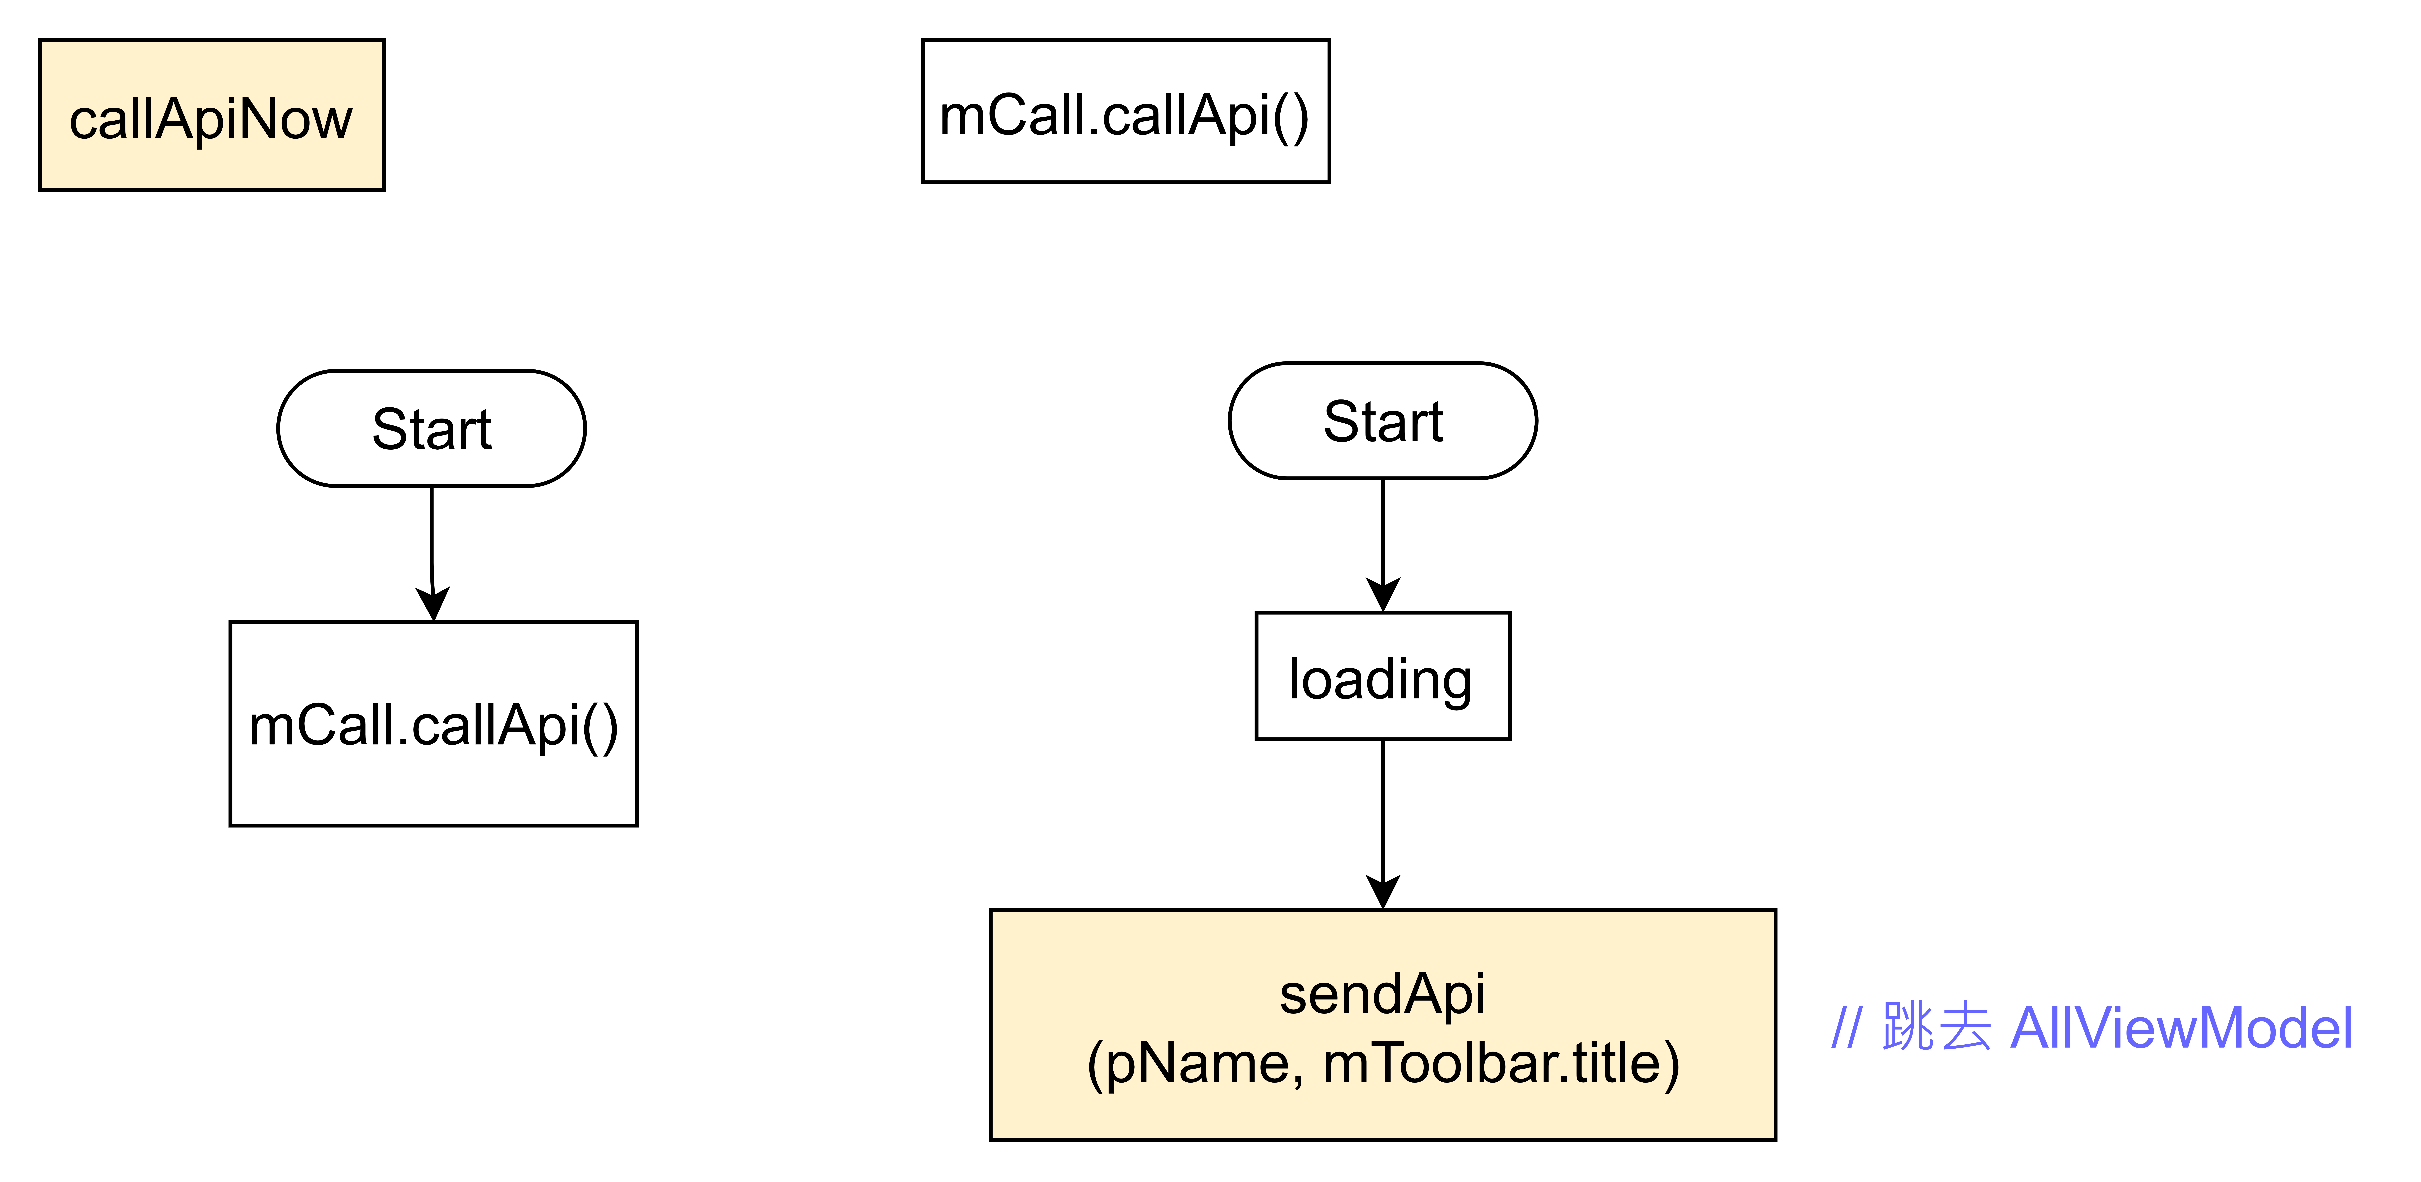 callApiNow
mCall.callApi()
Start
mCall.callApi()
Start
loading
sendApi
(pName, mToolbar.title)
// 跳去 AllViewModel